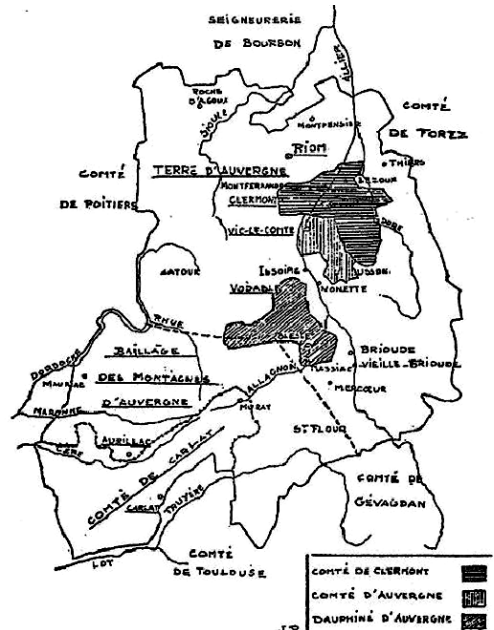 SEIGNEURERIE
DE BOURBON
ALLIER
ROCHE
D'AGOUX
SIOULE
COMTÉ
DE FOREZ
MONTPENSIER
RIOM
THIERS
COMTÉ
DE POITIERS
TERRE D'AUVERGNE
LEZOUX
MONTFERRAND
CLERMONT
DORE
VIC-LE-COMTE
LATOUR
ISSOIRE
USSON
NONETTE
VODABLE
RHUE
DORDOGNE
BLESLE
BAILLÂGE
DES MONTAGNES
D'AUVERGNE
MAURIAC
MARONNE
ALLAGNON
MASSIAC
BRIOUDE
VIEILLE-BRIOUDE
MERCOEUR
MURAT
AURILLAC
CÈRE
ST FLOUR
COMTÉ DE CARLAT
CARLAT
TRUYÈRE
COMTÉ DE
GÉVAGDAN
LOT
COMTÉ
DE TOULOUSE
COMTÉ DE CLERMONT
COMTÉ D'AUVERGNE
DAUPHINÉ D'AUVERGNE